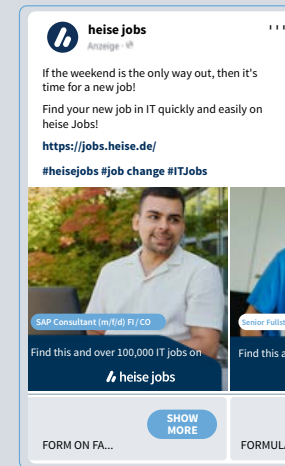 heise jobs
Anzeige ·
If the weekend is the only way out, then it's
time for a new job!
Find your new job in IT quickly and easily on
heise Jobs!
https://jobs.heise.de/
#heisejobs #job change #ITJobs
SAP Consultant (m/f/d) FI / CO
Senior Fullst
Find this and over 100,000 IT jobs on
Find this a
heise jobs
SHOW
MORE
FORM ON FA...
FORMUL